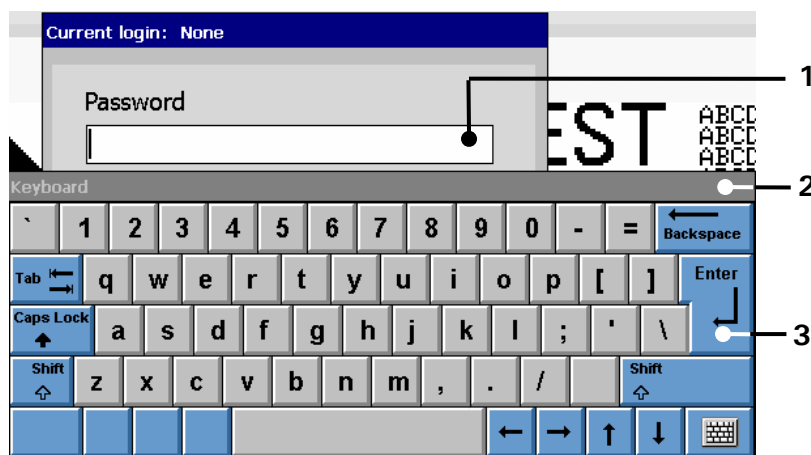 Current login: None
1
Password
EST
ABCD
ABCD
ABCD
Keyboard
2
` 1 2 3 4 5 6 7 8 9 0 - = Backspace
Tab q w e r t y u i o p [ ] Enter
Caps Lock a s d f g h j k l ; ' \
3
Shift z x c v b n m , . / Shift
← → ↑ ↓